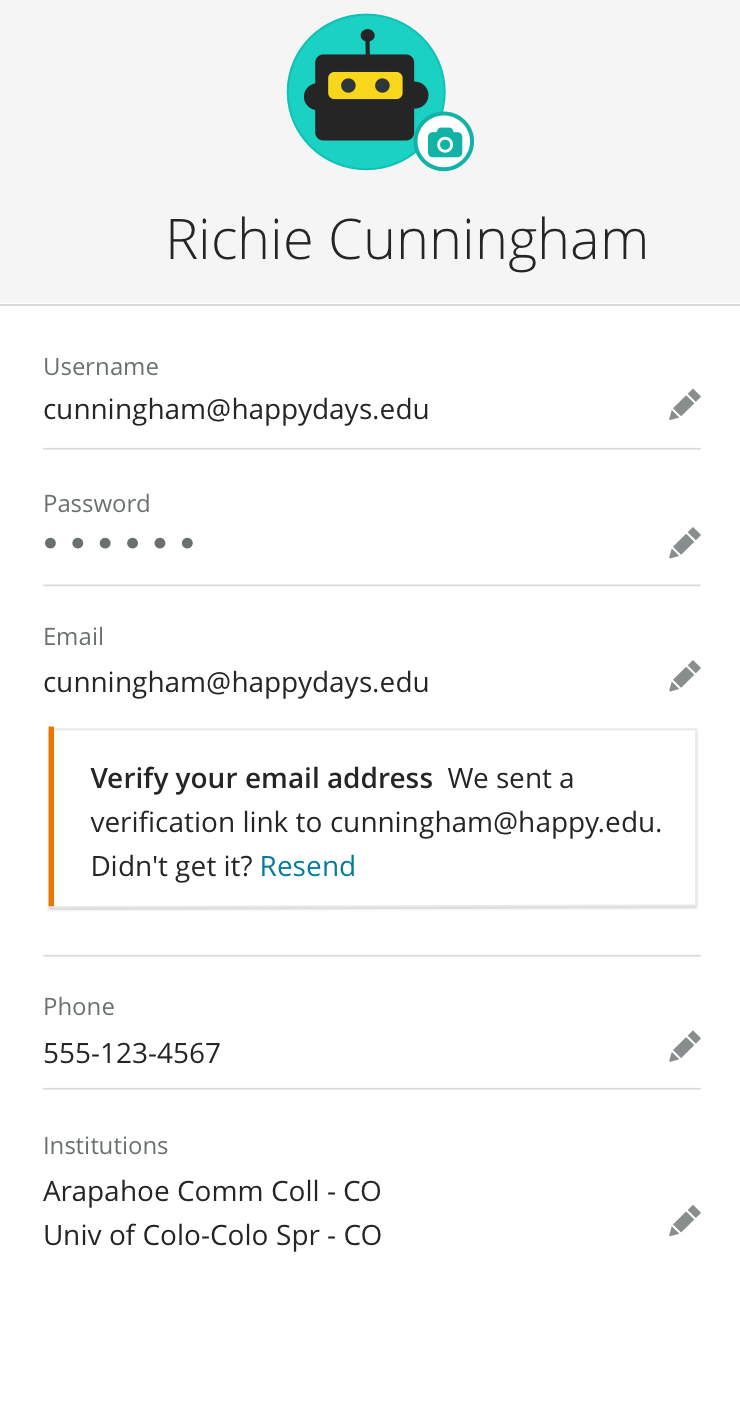 Richie Cunningham
Username
cunningham@happydays.edu
Password
Email
cunningham@happydays.edu
Verify your email address We sent a
verification link to cunningham@happy.edu.
Didn't get it? Resend
Phone
555-123-4567
Institutions
Arapahoe Comm Coll - CO
Univ of Colo-Colo Spr - CO